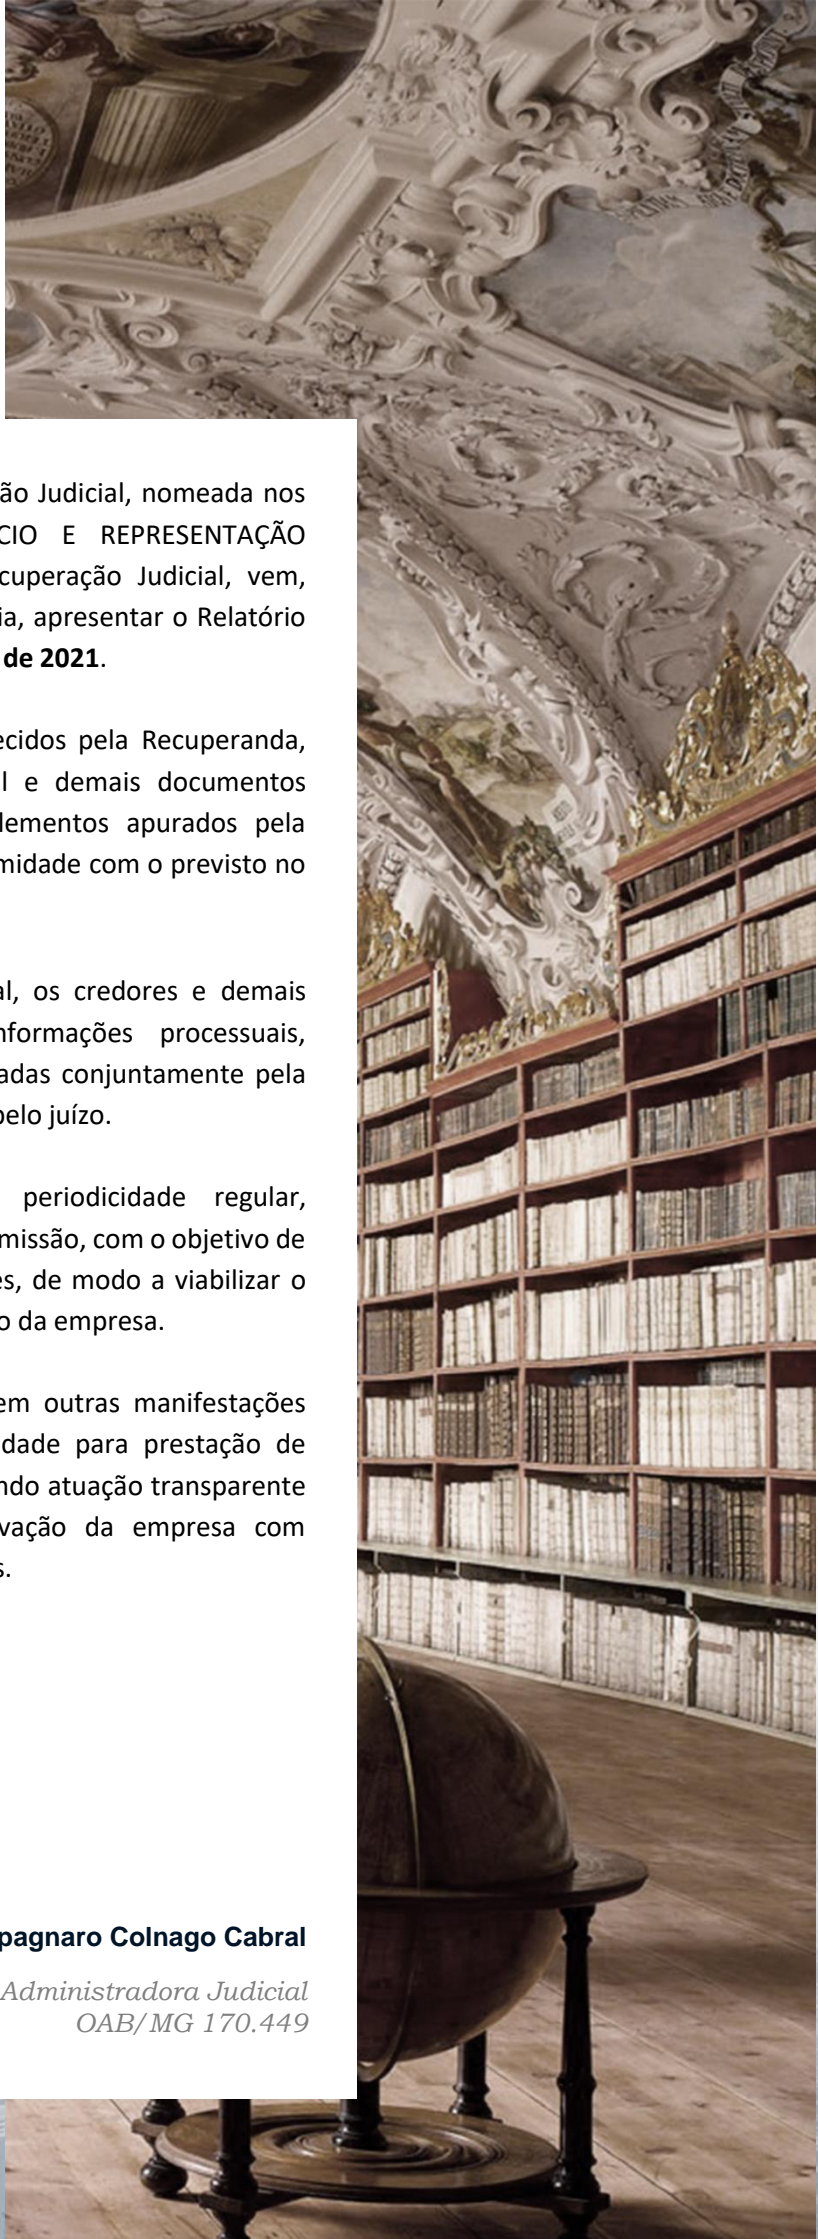 ão Judicial, nomeada nos
CIO E REPRESENTAÇÃO
cuperação Judicial, vem,
ia, apresentar o Relatório
de 2021.
ecidos pela Recuperanda,
l e demais documentos
lementos apurados pela
midade com o previsto no
al, os credores e demais
nformações processuais,
adas conjuntamente pela
pelo juízo.
periodicidade regular,
missão, com o objetivo de
es, de modo a viabilizar o
o da empresa.
em outras manifestações
dade para prestação de
ndo atuação transparente
vação da empresa com
s.
pagnaro Colnago Cabral
Administradora Judicial
OAB/MG 170.449